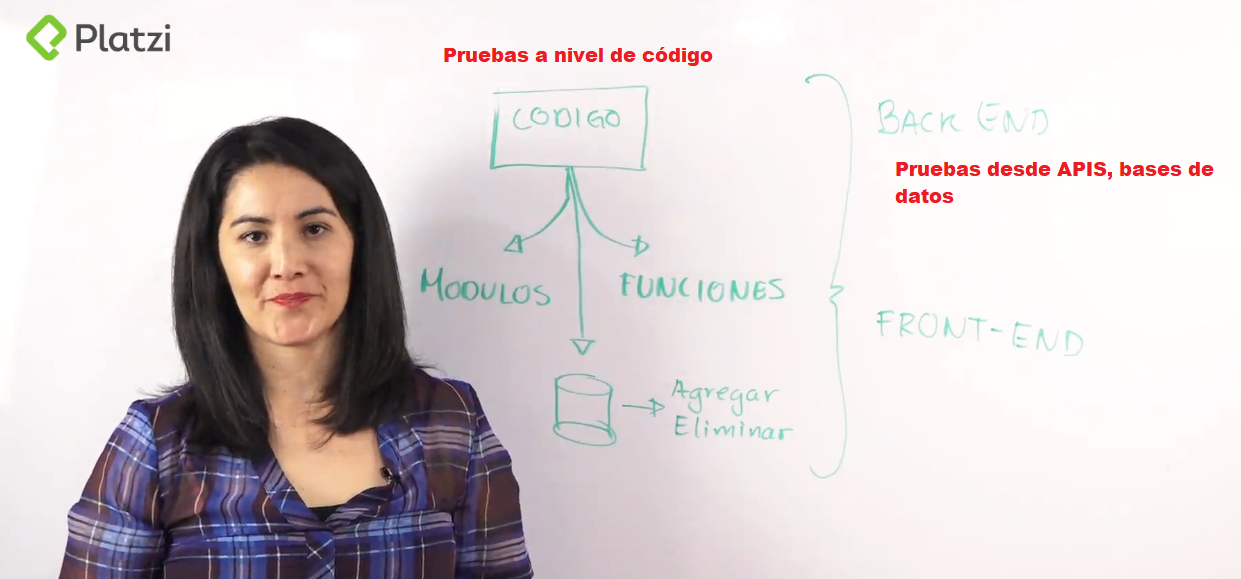 Platzi
Pruebas a nivel de código
CODIGO
BACK END
Pruebas desde APIS, bases de
datos
MODULOS
FUNCIONES
FRONT-END
Agregar
Eliminar